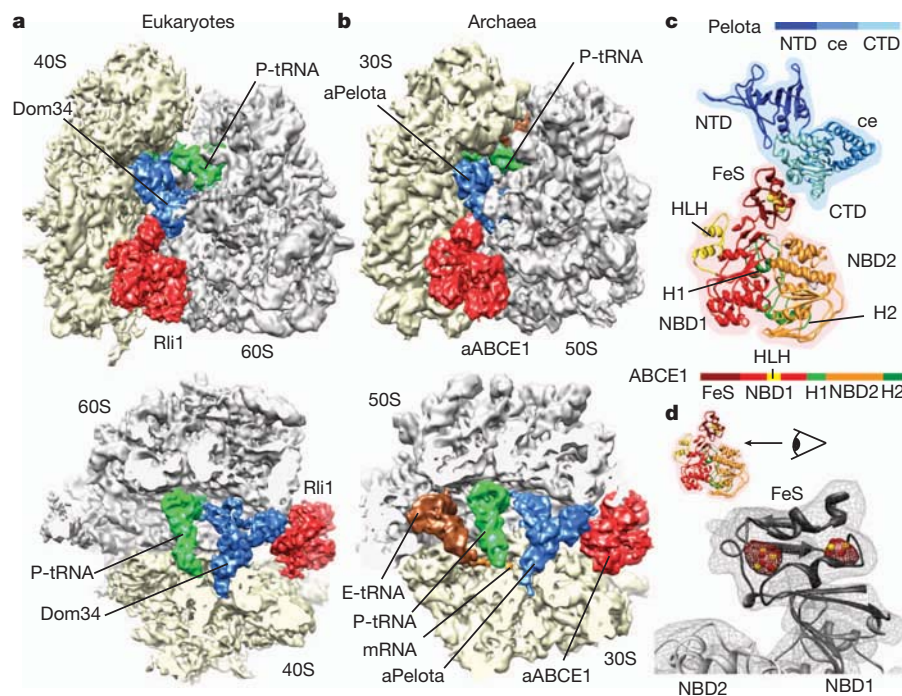 a Eukaryotes
40S
P-tRNA
Dom34
Rli1
60S
60S
Rli1
P-tRNA
Dom34
40S
b Archaea
30S
P-tRNA
aPelota
aABCE1 50S
50S
E-tRNA
P-tRNA
mRNA
aPelota
aABCE1
30S
c
Pelota
NTD ce CTD
NTD
ce
FeS
CTD
HLH
NBD2
H1
H2
NBD1
HLH
ABCE1
FeS NBD1 H1 NBD2 H2
d
FeS
NBD2 NBD1